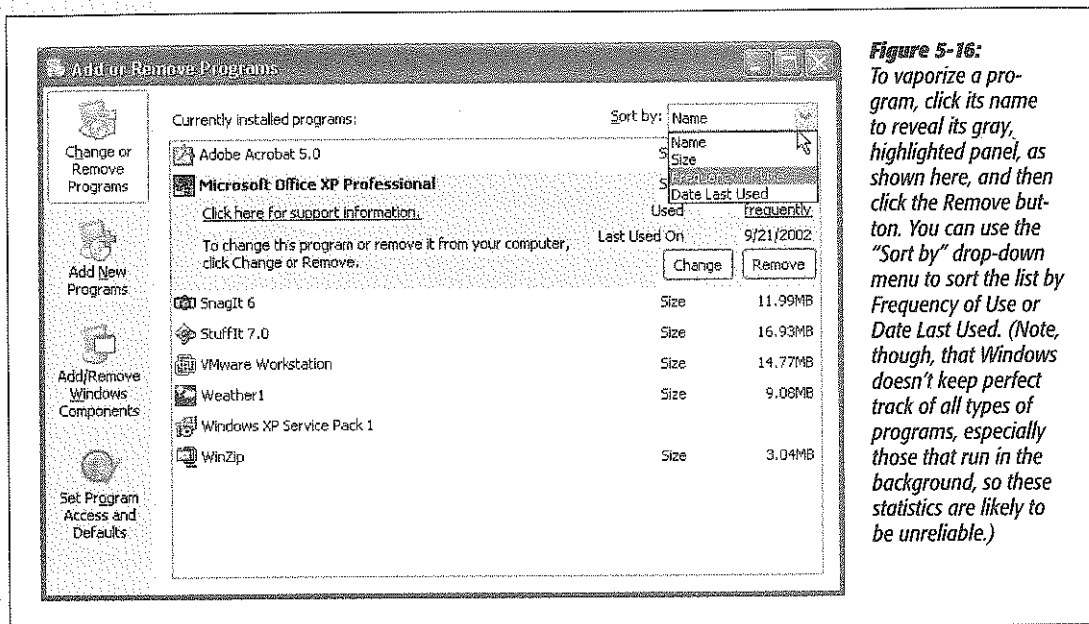 Add or Remove Programs
Change or
Remove
Programs
Add New
Programs
Add/Remove
Windows
Components
Set Program
Access and
Defaults
Currently installed programs:
Sort by: Name
Name
Size
Date Last Used
Adobe Acrobat 5.0
Microsoft Office XP Professional
Click here for support information.
Used frequently
To change this program or remove it from your computer,
click Change or Remove.
Last Used On 9/21/2002
Change Remove
SnagIt 6 Size 11.99MB
StuffIt 7.0 Size 16.93MB
VMware Workstation Size 14.77MB
Weather1 Size 9.08MB
Windows XP Service Pack 1
WinZip Size 3.04MB
Figure 5-16:
To vaporize a pro-
gram, click its name
to reveal its gray,
highlighted panel, as
shown here, and then
click the Remove but-
ton. You can use the
"Sort by" drop-down
menu to sort the list by
Frequency of Use or
Date Last Used. (Note,
though, that Windows
doesn't keep perfect
track of all types of
programs, especially
those that run in the
background, so these
statistics are likely to
be unreliable.)